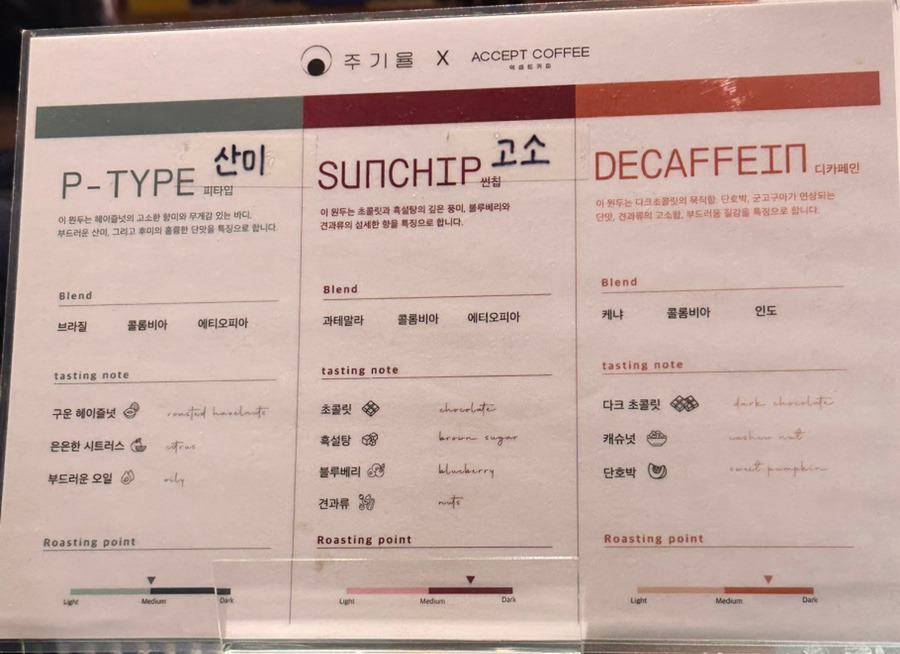 주기율 X ACCEPT COFFEE
억셉트커피
P-TYPE 피타입
산미
이 원두는 헤이즐넛의 고소한 향미와 무게감 있는 바디,
부드러운 산미, 그리고 후미의 훌륭한 단맛을 특징으로 합니다.
Blend
브라질 콜롬비아 에티오피아
tasting note
구운 헤이즐넛 roasted hazelnuts
은은한 시트러스 citrus
부드러운 오일 oily
Roasting point
Light Medium Dark
SUNCHIP 썬칩
고소
이 원두는 초콜릿과 흑설탕의 깊은 풍미, 블루베리와
견과류의 섬세한 향을 특징으로 합니다.
Blend
과테말라 콜롬비아 에티오피아
tasting note
초콜릿 chocolate
흑설탕 brown sugar
블루베리 blueberry
견과류 nuts
Roasting point
Light Medium Dark
DECAFFEIN 디카페인
이 원두는 다크초콜릿의 묵직함, 단호박, 군고구마가 연상되는
단맛, 견과류의 고소함, 부드러움 질감을 특징으로 합니다.
Blend
케냐 콜롬비아 인도
tasting note
다크 초콜릿 dark chocolate
캐슈넛 cashew nut
단호박 sweet pumpkin
Roasting point
Light Medium Dark